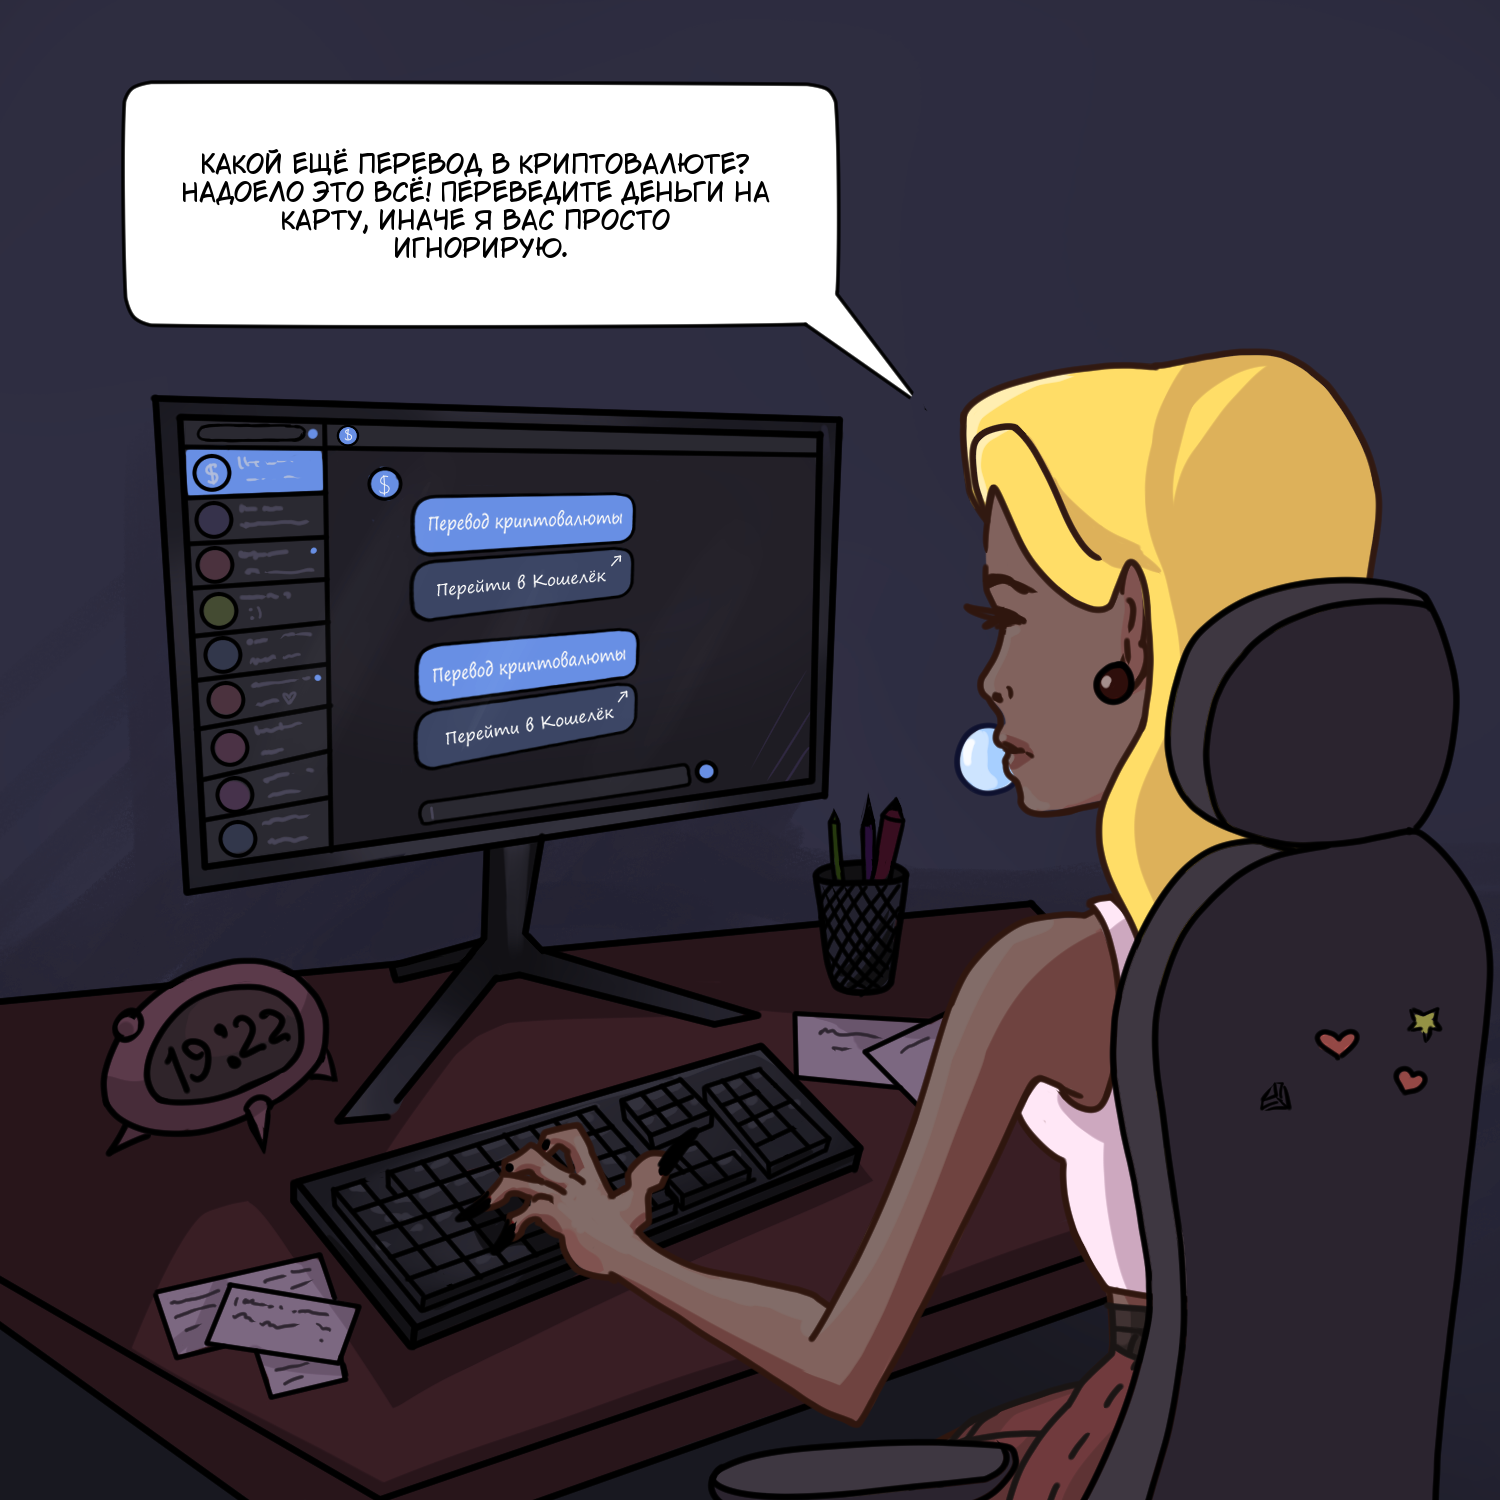 КАКОЙ ЕЩЁ ПЕРЕВОД В КРИПТОВАЛЮТЕ?
НАДОЕЛО ЭТО ВСЁ! ПЕРЕВЕДИТЕ ДЕНЬГИ НА
КАРТУ, ИНАЧЕ Я ВАС ПРОСТО
ИГНОРИРУЮ.
$
$
$
Перевод криптовалюты
Перейти в Кошелёк
:)
Перевод криптовалюты
Перейти в Кошелёк
19:22